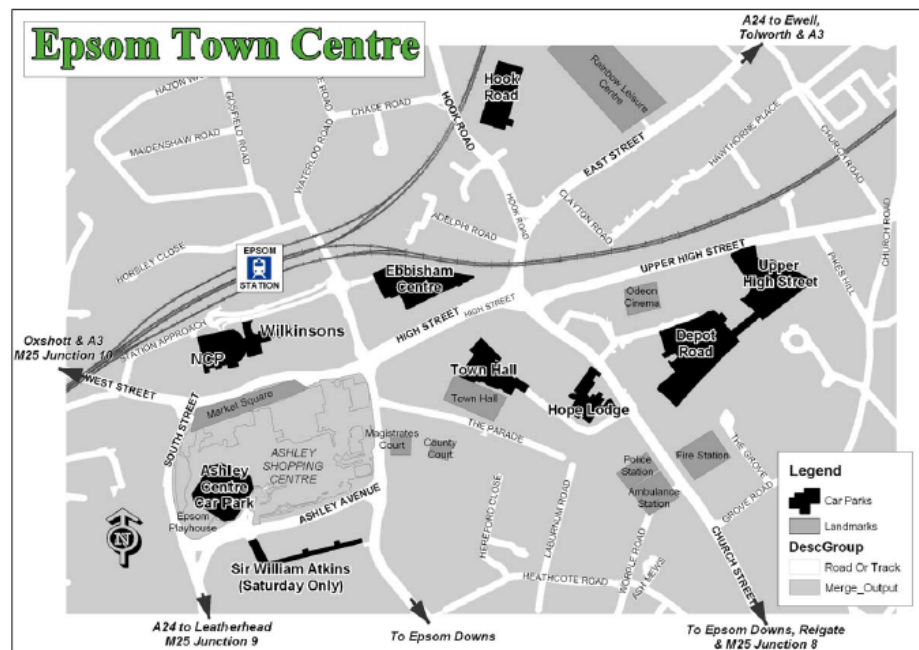 Epsom Town Centre
A24 to Ewell,
Tolworth & A3
HOOK ROAD
Hook
Road
Rainbow Leisure
Centre
CHASE ROAD
GOSFIELD ROAD
MAIDENSHAW ROAD
WATERLOO ROAD
HAWTHORNE PLACE
EAST STREET
CHURCH ROAD
CLAYTON ROAD
HOOK ROAD
ADELPHI ROAD
HORSLEY CLOSE
EPSOM
STATION
Ebbisham
Centre
UPPER HIGH STREET
Upper
High Street
PIKES HILL
CHURCH ROAD
Odeon
Cinema
HIGH STREET
HIGH STREET
Oxshott & A3
M25 Junction 10
STATION APPROACH
Wilkinsons
NCP
Depot
Road
WEST STREET
Town Hall
Town Hall
Hope Lodge
Market Square
SOUTH STREET
THE PARADE
Magistrates
Court
County
Court
ASHLEY
SHOPPING
CENTRE
Ashley
Centre
Car Park
Epsom
Playhouse
ASHLEY AVENUE
Police
Station
Ambulance
Station
Fire Station
THE GROVE
GROVE ROAD
HEREFORD CLOSE
LABURNUM ROAD
WORPLE ROAD
ASH MEWS
HEATHCOTE ROAD
CHURCH STREET
Sir William Atkins
(Saturday Only)
N
Legend
Car Parks
Landmarks
DescGroup
Road Or Track
Merge_Output
A24 to Leatherhead
M25 Junction 9
To Epsom Downs
To Epsom Downs, Reigate
& M25 Junction 8